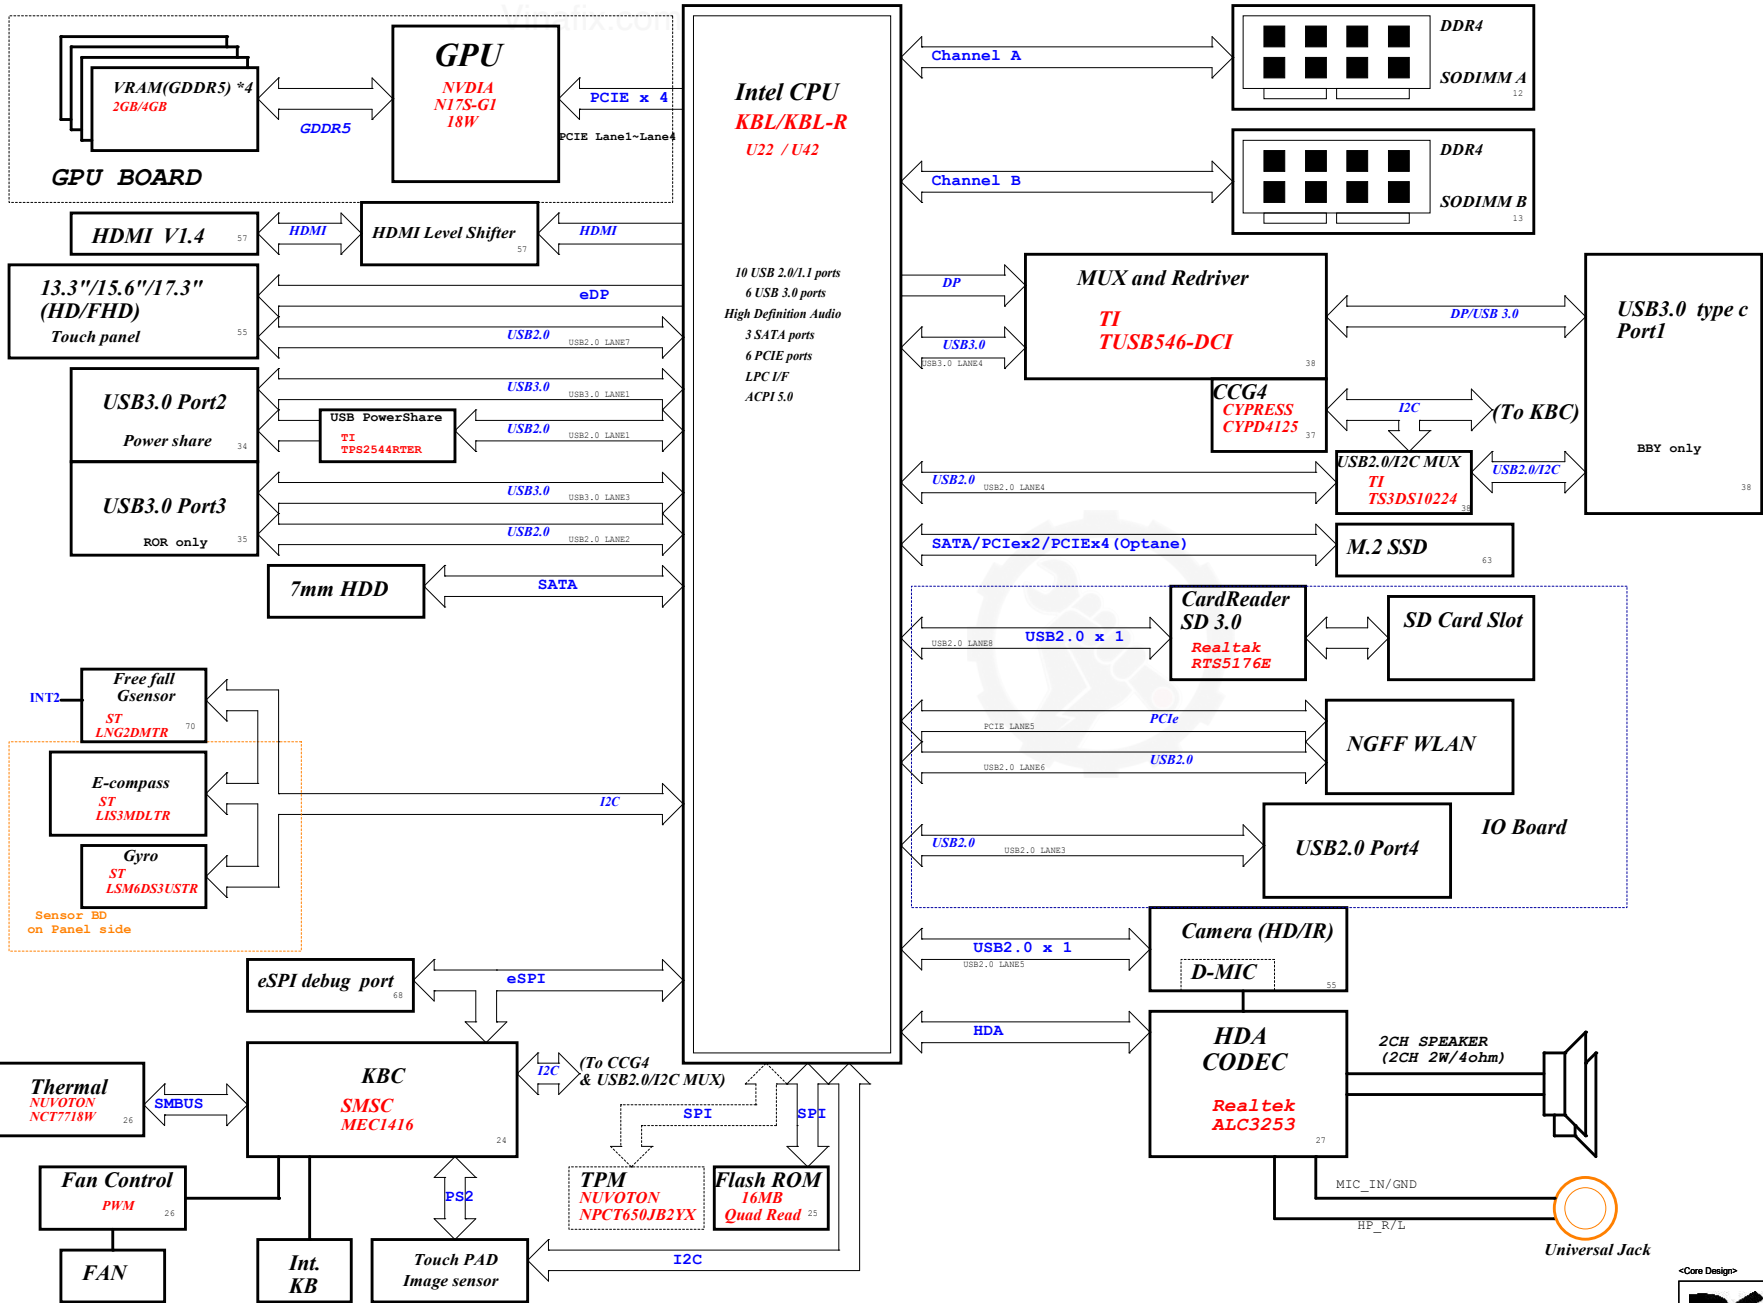 Vinafix.com
VRAM(GDDR5) *4
2GB/4GB
GDDR5
GPU
NVDIA
N17S-G1
18W
PCIE x 4
PCIE Lane1~Lane4
GPU BOARD
Intel CPU
KBL/KBL-R
U22 / U42
10 USB 2.0/1.1 ports
6 USB 3.0 ports
High Definition Audio
3 SATA ports
6 PCIE ports
LPC I/F
ACPI 5.0
Channel A
DDR4
SODIMM A
12
Channel B
DDR4
SODIMM B
13
HDMI V1.4
57
HDMI
HDMI Level Shifter
57
HDMI
13.3"/15.6"/17.3"
(HD/FHD)
Touch panel
55
eDP
USB2.0
USB2.0 LANE7
USB3.0 Port2
Power share
34
USB3.0
USB3.0 LANE1
USB PowerShare
TI
TPS2544RTER
USB2.0
USB2.0 LANE1
USB3.0 Port3
ROR only
35
USB3.0
USB3.0 LANE3
USB2.0
USB2.0 LANE2
7mm HDD
SATA
DP
USB3.0
USB3.0 LANE4
MUX and Redriver
TI
TUSB546-DCI
38
DP/USB 3.0
USB3.0 type c
Port1
BBY only
38
CCG4
CYPRESS
CYPD4125
37
I2C
(To KBC)
USB2.0
USB2.0 LANE4
USB2.0/I2C MUX
TI
TS3DS10224
38
USB2.0/I2C
SATA/PCIex2/PCIEx4(Optane)
M.2 SSD
63
USB2.0 x 1
USB2.0 LANE8
CardReader
SD 3.0
Realtak
RTS5176E
SD Card Slot
PCIe
PCIE LANE5
USB2.0
USB2.0 LANE6
NGFF WLAN
USB2.0
USB2.0 LANE3
USB2.0 Port4
IO Board
Free fall
Gsensor
ST
LNG2DMTR
70
INT2
E-compass
ST
LIS3MDLTR
Gyro
ST
LSM6DS3USTR
Sensor BD
on Panel side
I2C
USB2.0 x 1
USB2.0 LANE5
Camera (HD/IR)
D-MIC
55
eSPI debug port
68
eSPI
HDA
HDA
CODEC
Realtek
ALC3253
27
2CH SPEAKER
(2CH 2W/4ohm)
MIC_IN/GND
HP_R/L
Universal Jack
Thermal
NUVOTON
NCT7718W
26
SMBUS
KBC
SMSC
MEC1416
24
I2C
(To CCG4
& USB2.0/I2C MUX)
SPI
SPI
TPM
NUVOTON
NPCT650JB2YX
Flash ROM
16MB
Quad Read
25
Fan Control
PWM
26
FAN
Int.
KB
PS2
Touch PAD
Image sensor
I2C
<Core Design>